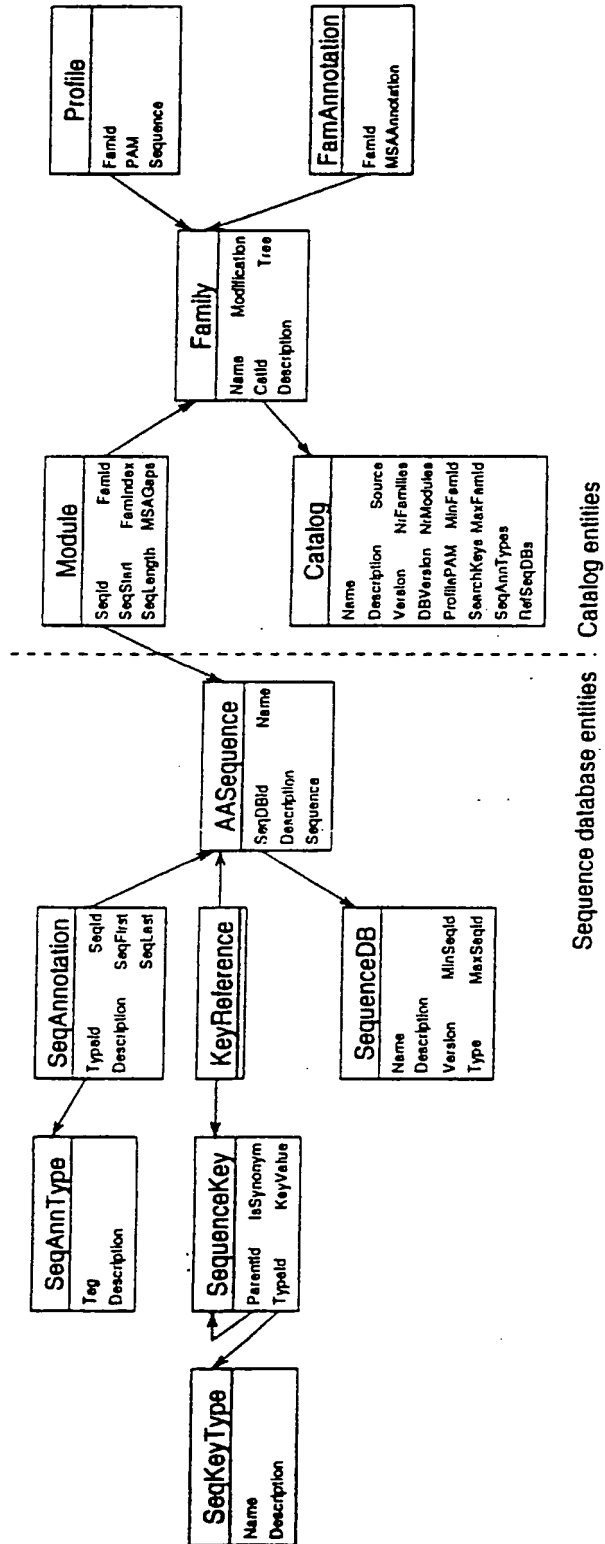 SeqKeyType
Name
Description
SequenceKey
ParentId IsSynonym
TypeId KeyValue
SeqAnnType
Tag
Description
SeqAnnotation
TypeId SeqId
Description SeqFirst
SeqLast
KeyReference
SequenceDB
Name
Description
Version MinSeqId
Type MaxSeqId
AASequence
SeqDBId Name
Description
Sequence
Module
SeqId FamId
SeqStart FamIndex
SeqLength MSAGaps
Catalog
Name
Description Source
Version NrFamilies
DBVersion NrModules
ProfilePAM MinFamId
SearchKeys MaxFamId
SeqAnnTypes
RefSeqDBs
Family
Name Modification
CatId Tree
Description
Profile
FamId
PAM
Sequence
FamAnnotation
FamId
MSAAnnotation
Sequence database entities
Catalog entities